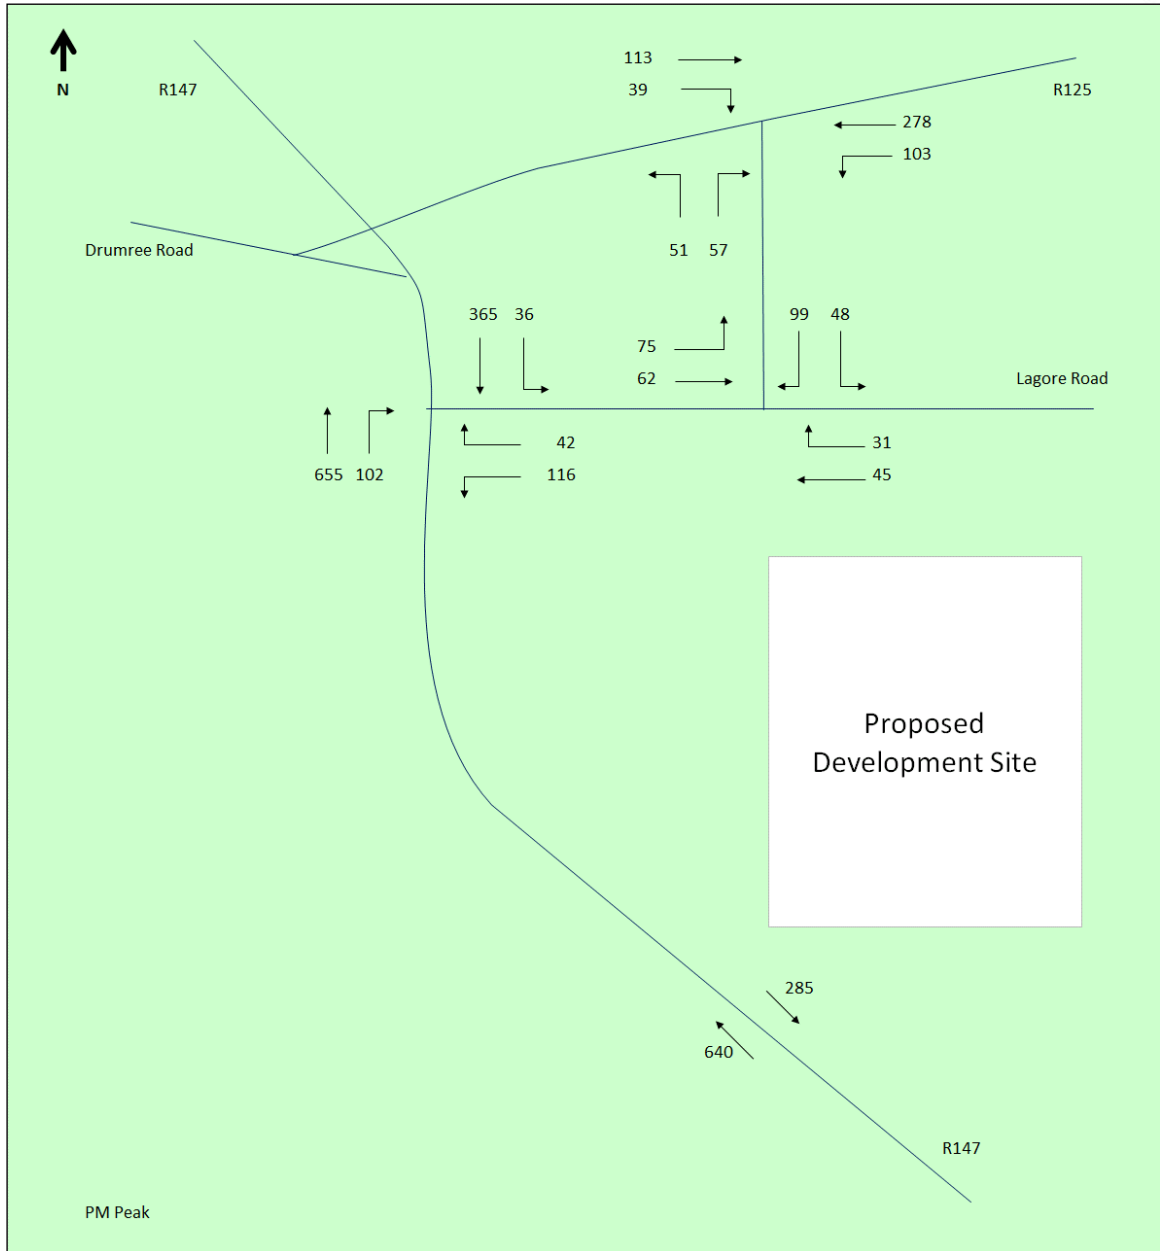 113
39
N
R147
R125
278
103
Drumree Road
51 57
365 36
99 48
75
62
Lagore Road
42
31
655 102
116
45
Proposed
Development Site
285
640
R147
PM Peak